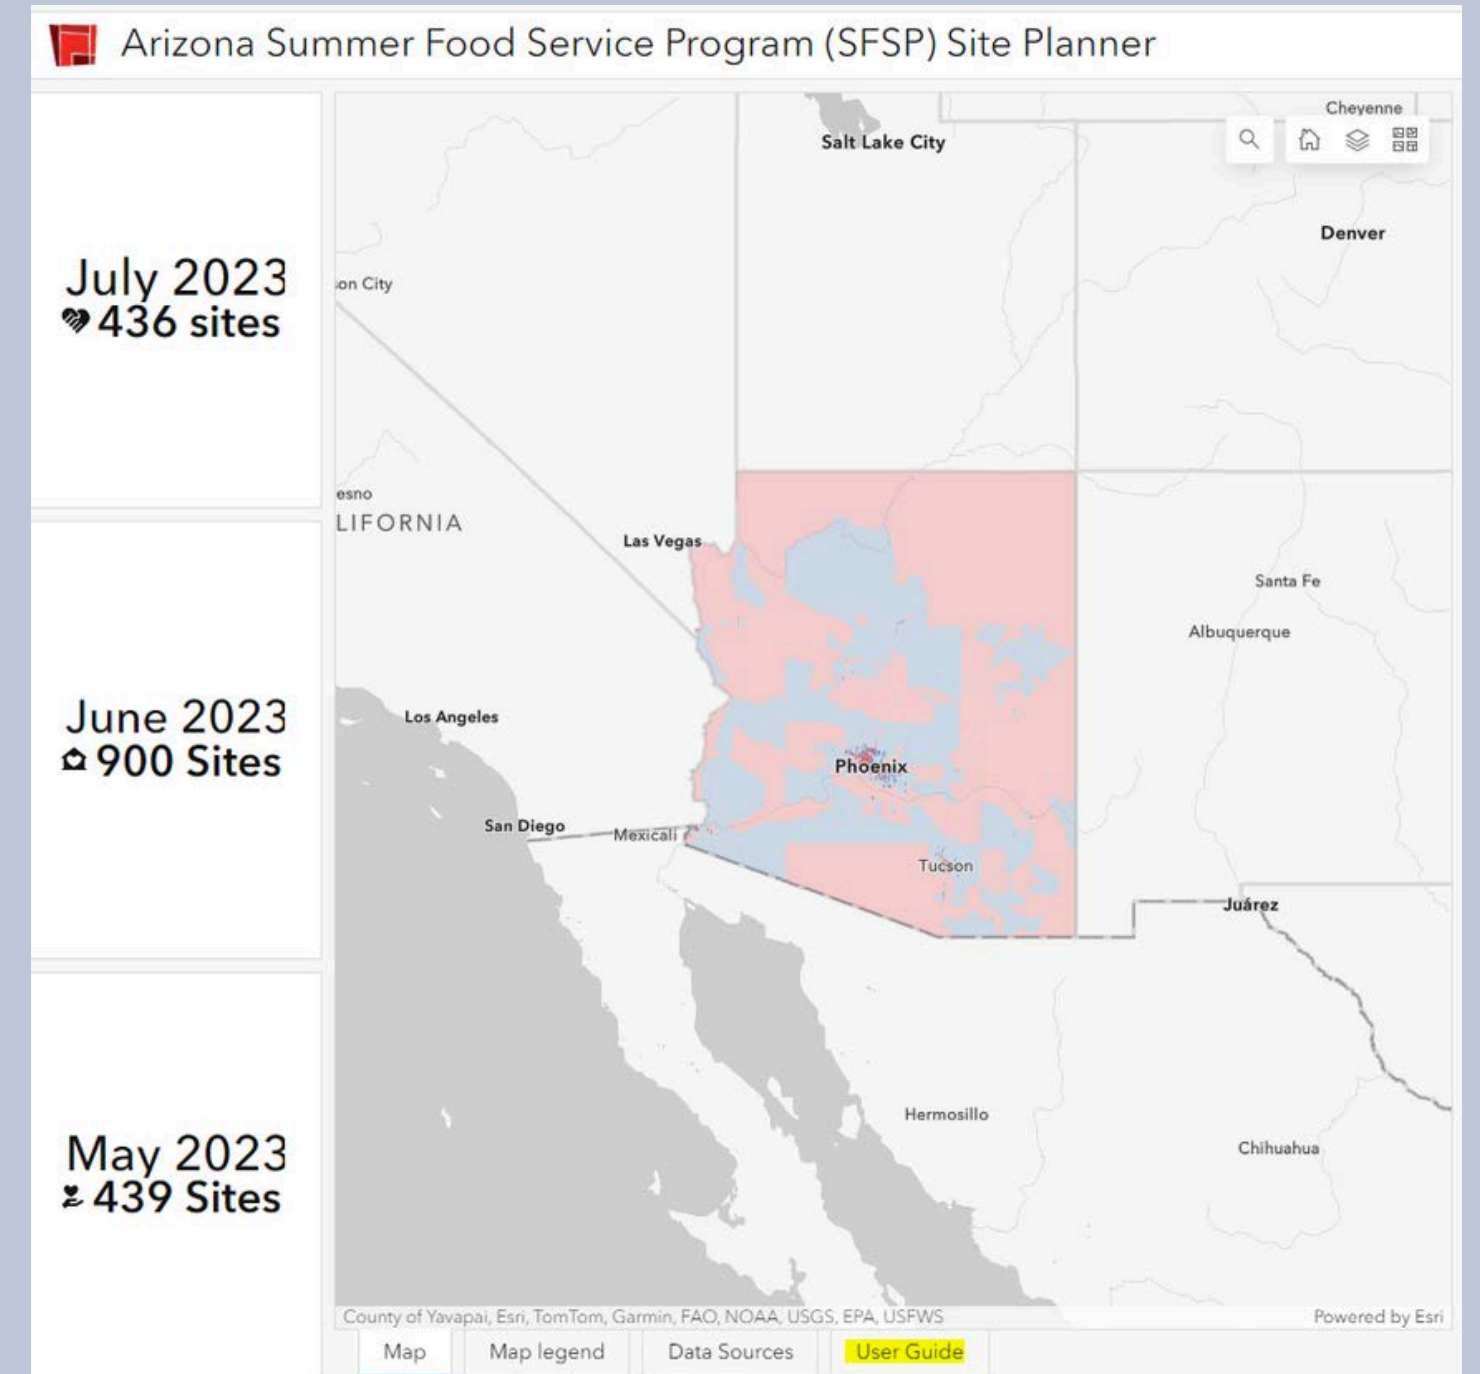 Arizona Summer Food Service Program (SFSP) Site Planner
July 2023
436 sites
June 2023
900 Sites
May 2023
439 Sites
Cheyenne
Salt Lake City
Denver
on City
esno
LIFORNIA
Las Vegas
Santa Fe
Albuquerque
Los Angeles
Phoenix
San Diego
Mexicali
Tucson
Juárez
Hermosillo
Chihuahua
County of Yavapai, Esri, TomTom, Garmin, FAO, NOAA, USGS, EPA, USFWS
Powered by Esri
Map
Map legend
Data Sources
User Guide